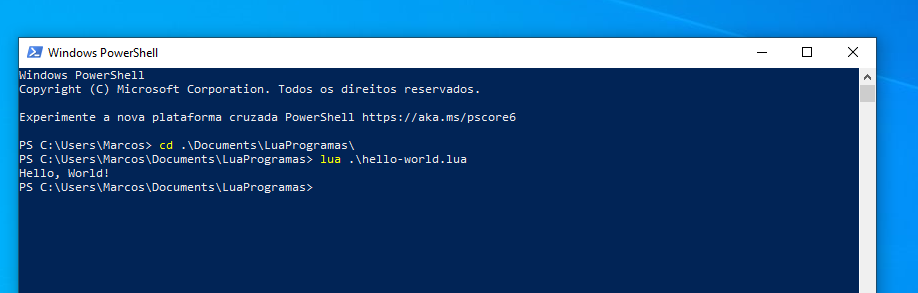 Windows PowerShell
Windows PowerShell
Copyright (C) Microsoft Corporation. Todos os direitos reservados.
Experimente a nova plataforma cruzada PowerShell https://aka.ms/pscore6
PS C:\Users\Marcos> cd .\Documents\LuaProgramas\
PS C:\Users\Marcos\Documents\LuaProgramas> lua .\hello-world.lua
Hello, World!
PS C:\Users\Marcos\Documents\LuaProgramas>